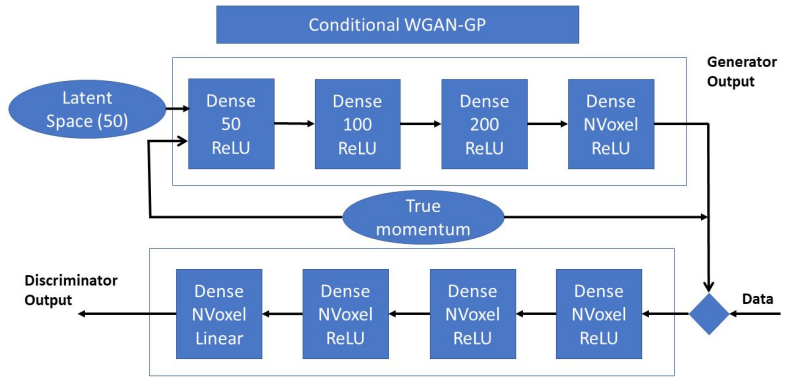 Conditional WGAN-GP
Generator
Output
Latent
Space (50)
Dense
50
ReLU
Dense
100
ReLU
Dense
200
ReLU
Dense
NVoxel
ReLU
True
momentum
Discriminator
Output
Dense
NVoxel
Linear
Dense
NVoxel
ReLU
Dense
NVoxel
ReLU
Dense
NVoxel
ReLU
Data